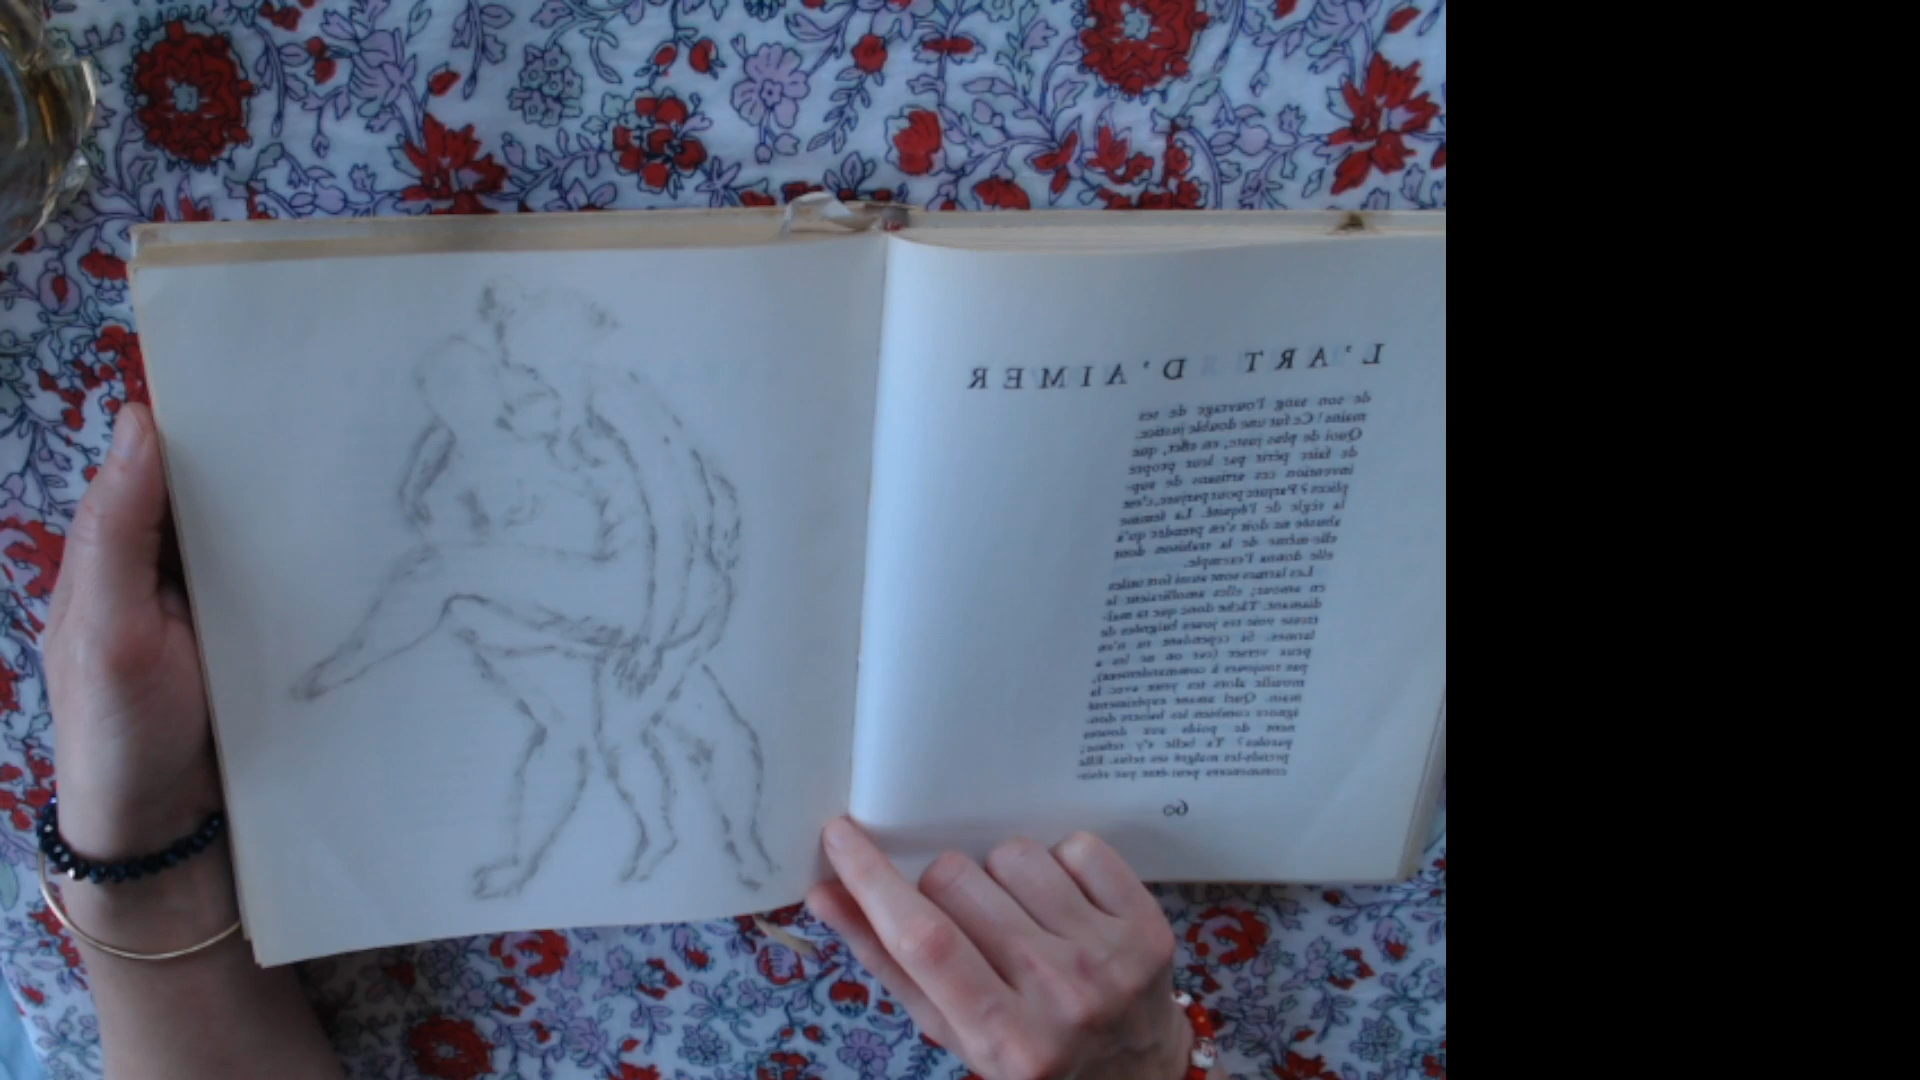 L'ART D'AIMER
de son sang l'ouvrage de ses
mains ! Ce fut une double justice.
Quoi de plus juste, en effet, que
de faire périr par leur propre
invention ces artisans de sup-
plices ? Parjure pour parjure, c'est
la règle de l'équité. La femme
abusée ne doit s'en prendre qu'à
elle-même de la trahison dont
elle donna l'exemple.
Les larmes sont aussi fort utiles
en amour; elles amolliraient le
diamant. Tâche donc que ta maî-
tresse voie tes joues baignées de
larmes. Si cependant tu n'en
peux verser (car on ne les a
pas toujours à commandement),
mouille alors tes yeux avec la
main. Quel amant expérimenté
ignore combien les baisers don-
nent de poids aux douces
paroles ? Ta belle s'y refuse;
prends-les malgré ses refus. Elle
commencera peut-être par résis-
60